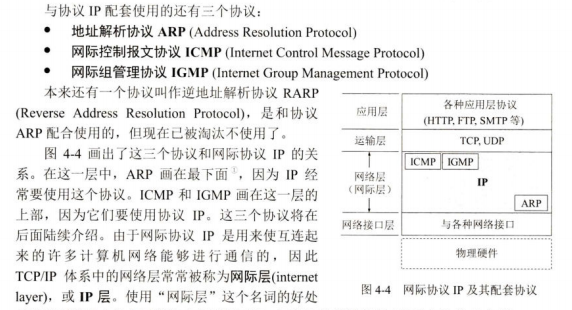 与协议 IP 配套使用的还有三个协议：
● 地址解析协议 ARP (Address Resolution Protocol)
● 网际控制报文协议 ICMP (Internet Control Message Protocol)
● 网际组管理协议 IGMP (Internet Group Management Protocol)
本来还有一个协议叫作逆地址解析协议 RARP
(Reverse Address Resolution Protocol)，是和协议
ARP 配合使用的，但现在已被淘汰不使用了。
图 4-4 画出了这三个协议和网际协议 IP 的关
系。在这一层中，ARP 画在最下面①，因为 IP 经
常要使用这个协议。ICMP 和 IGMP 画在这一层的
上部，因为它们要使用协议 IP。这三个协议将在
后面陆续介绍。由于网际协议 IP 是用来使互连起
来的许多计算机网络能够进行通信的，因此
TCP/IP 体系中的网络层常常被称为网际层(internet
layer)，或 IP 层。使用“网际层”这个名词的好处
应用层
各种应用层协议
(HTTP, FTP, SMTP 等)
运输层
TCP, UDP
网络层
（网际层）
ICMP
IGMP
IP
ARP
网络接口层
与各种网络接口
物理硬件
图 4-4 网际协议 IP 及其配套协议